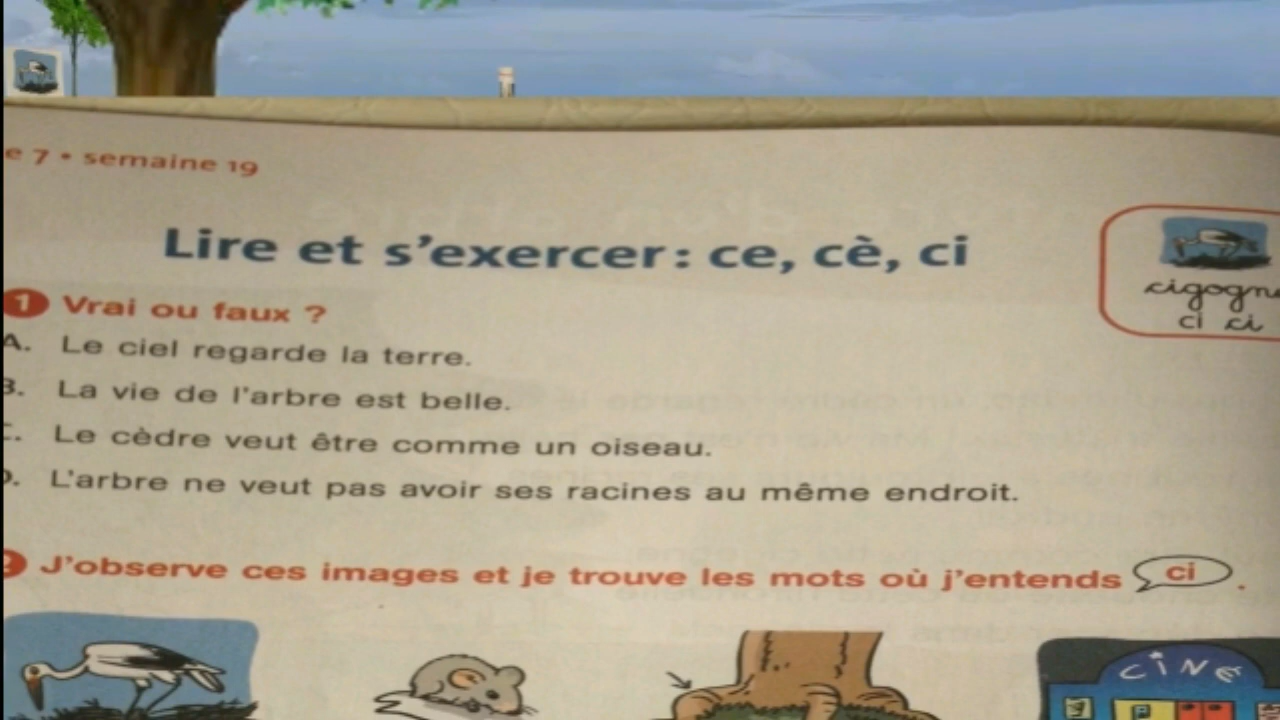 e 7 • semaine 19
Lire et s'exercer : ce, cè, ci
cigogne
ci ci
1 Vrai ou faux ?
A. Le ciel regarde la terre.
B. La vie de l'arbre est belle.
C. Le cèdre veut être comme un oiseau.
D. L'arbre ne veut pas avoir ses racines au même endroit.
2 J'observe ces images et je trouve les mots où j'entends ci .
CINE